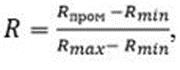 R = (Rпром − Rmin) / (Rmax − Rmin),